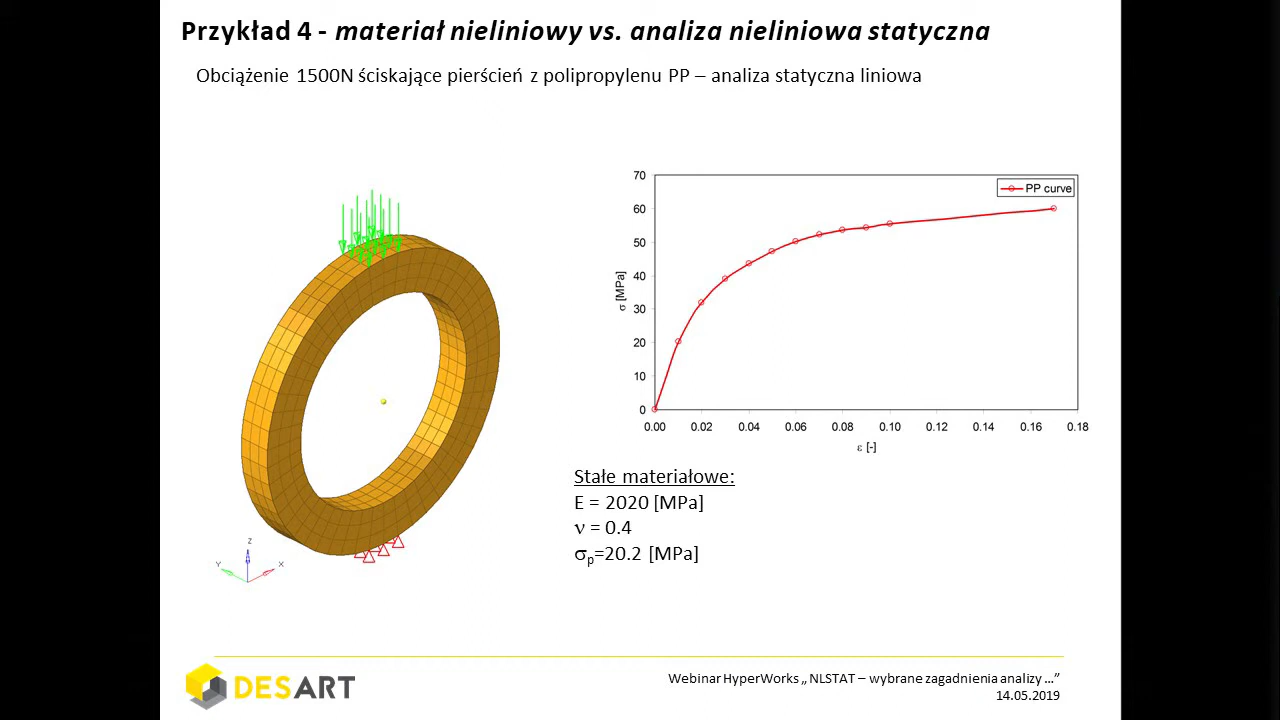 Przykład 4 - materiał nieliniowy vs. analiza nieliniowa statyczna
Obciążenie 1500N ściskające pierścień z polipropylenu PP – analiza statyczna liniowa
70
60
50
40
30
20
10
0
σ [MPa]
PP curve
0.00 0.02 0.04 0.06 0.08 0.10 0.12 0.14 0.16 0.18
ε [-]
Stałe materiałowe:
E = 2020 [MPa]
ν = 0.4
σp=20.2 [MPa]
Z
Y
X
DESART
Webinar HyperWorks „ NLSTAT – wybrane zagadnienia analizy …”
14.05.2019